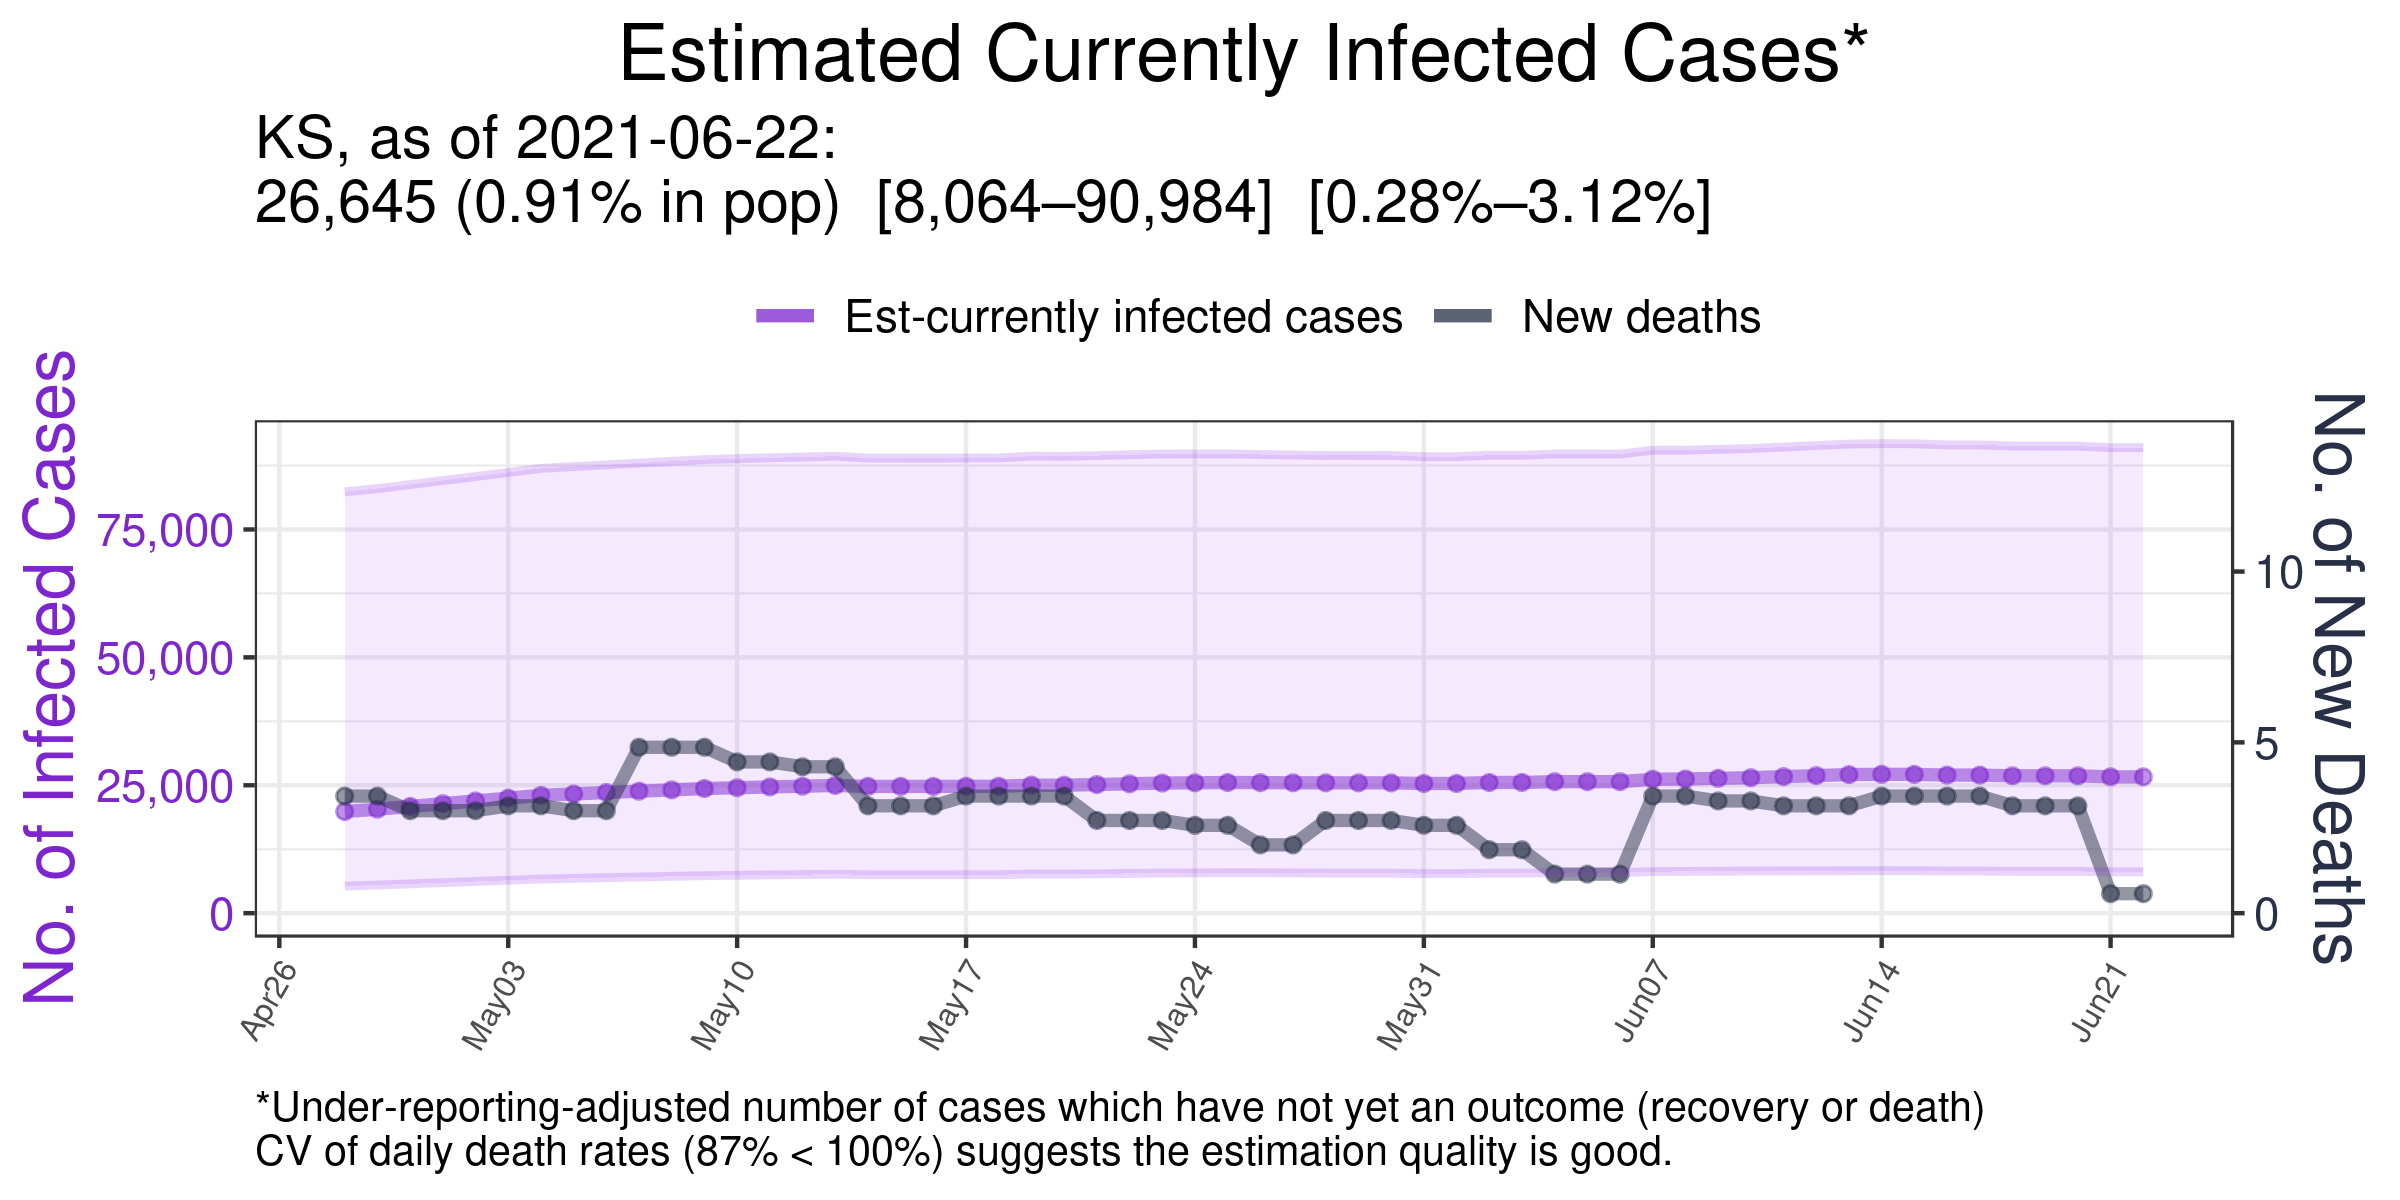 Estimated Currently Infected Cases*
KS, as of 2021-06-22:
26,645 (0.91% in pop)  [8,064–90,984]  [0.28%–3.12%]
Est-currently infected cases
New deaths
No. of Infected Cases
75,000
50,000
25,000
0
10
5
0
No. of New Deaths
Apr26
May03
May10
May17
May24
May31
Jun07
Jun14
Jun21
*Under-reporting-adjusted number of cases which have not yet an outcome (recovery or death)
CV of daily death rates (87% < 100%) suggests the estimation quality is good.